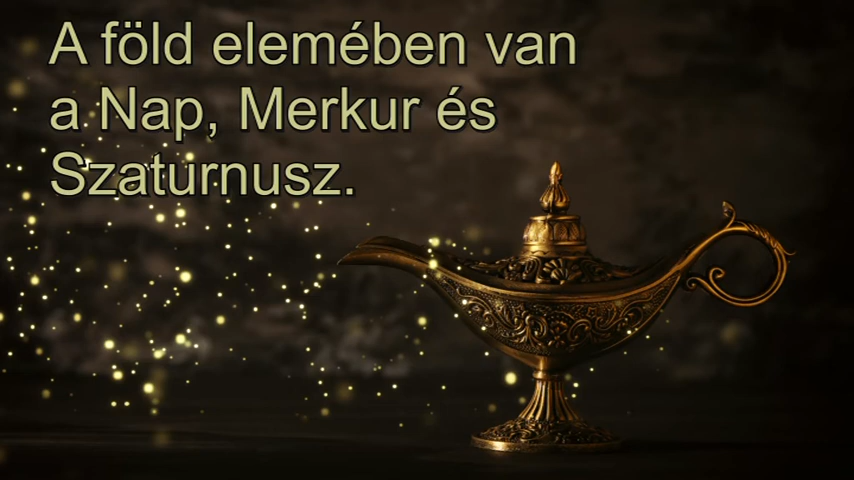 A föld elemében van
a Nap, Merkur és
Szaturnusz.